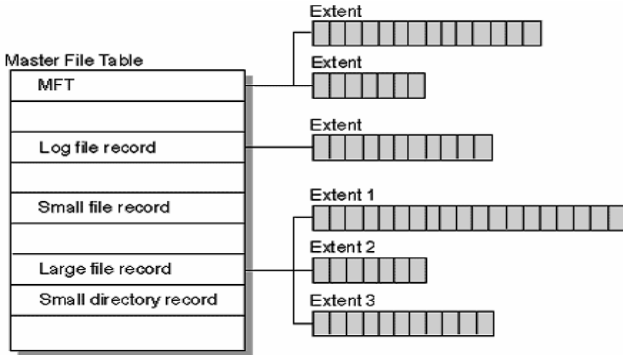 Extent
Master File Table
Extent
MFT
Extent
Log file record
Extent 1
Small file record
Extent 2
Large file record
Small directory record
Extent 3